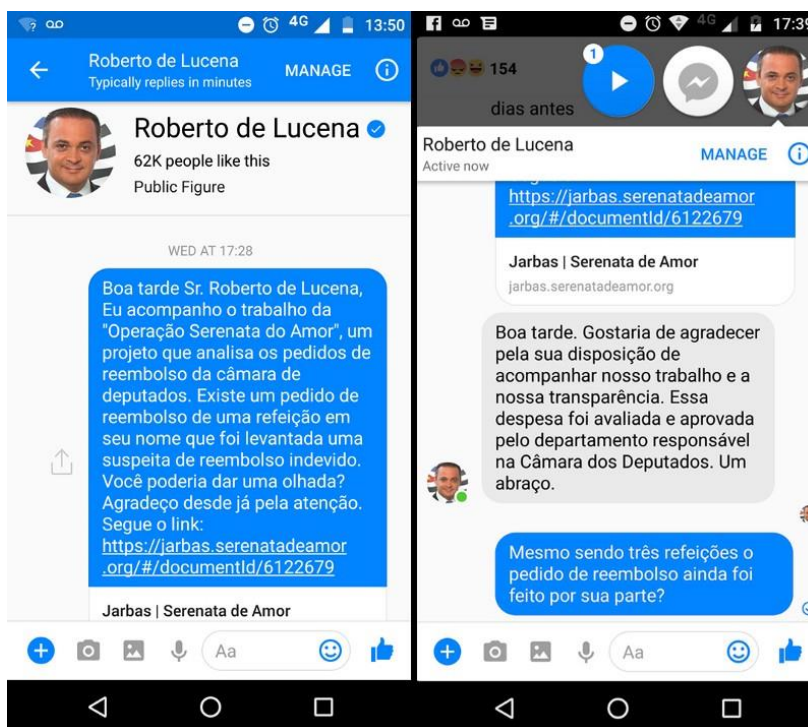 4G 13:50
Roberto de Lucena
Typically replies in minutes
MANAGE
Roberto de Lucena
62K people like this
Public Figure
WED AT 17:28
Boa tarde Sr. Roberto de Lucena,
Eu acompanho o trabalho da
"Operação Serenata do Amor", um
projeto que analisa os pedidos de
reembolso da câmara de
deputados. Existe um pedido de
reembolso de uma refeição em
seu nome que foi levantada uma
suspeita de reembolso indevido.
Você poderia dar uma olhada?
Agradeço desde já pela atenção.
Segue o link:
https://jarbas.serenatadeamor
.org/#/documentId/6122679
Jarbas | Serenata de Amor
Aa
4G 17:39
154
1
dias antes
Roberto de Lucena
Active now
MANAGE
https://jarbas.serenatadeamor
.org/#/documentId/6122679
Jarbas | Serenata de Amor
jarbas.serenatadeamor.org
Boa tarde. Gostaria de agradecer
pela sua disposição de
acompanhar nosso trabalho e a
nossa transparência. Essa
despesa foi avaliada e aprovada
pelo departamento responsável
na Câmara dos Deputados. Um
abraço.
Mesmo sendo três refeições o
pedido de reembolso ainda foi
feito por sua parte?
Aa